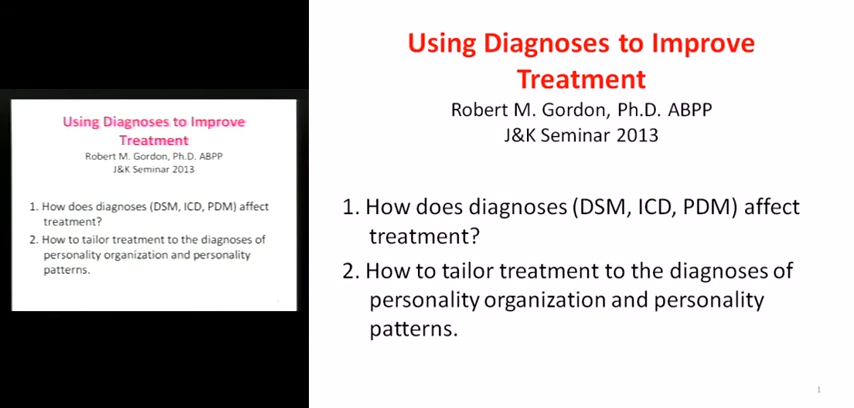 Using Diagnoses to Improve
Treatment
Robert M. Gordon, Ph.D. ABPP
J&K Seminar 2013
1. How does diagnoses (DSM, ICD, PDM) affect
treatment?
2. How to tailor treatment to the diagnoses of
personality organization and personality
patterns.
Using Diagnoses to Improve
Treatment
Robert M. Gordon, Ph.D. ABPP
J&K Seminar 2013
1. How does diagnoses (DSM, ICD, PDM) affect
treatment?
2. How to tailor treatment to the diagnoses of
personality organization and personality
patterns.
1